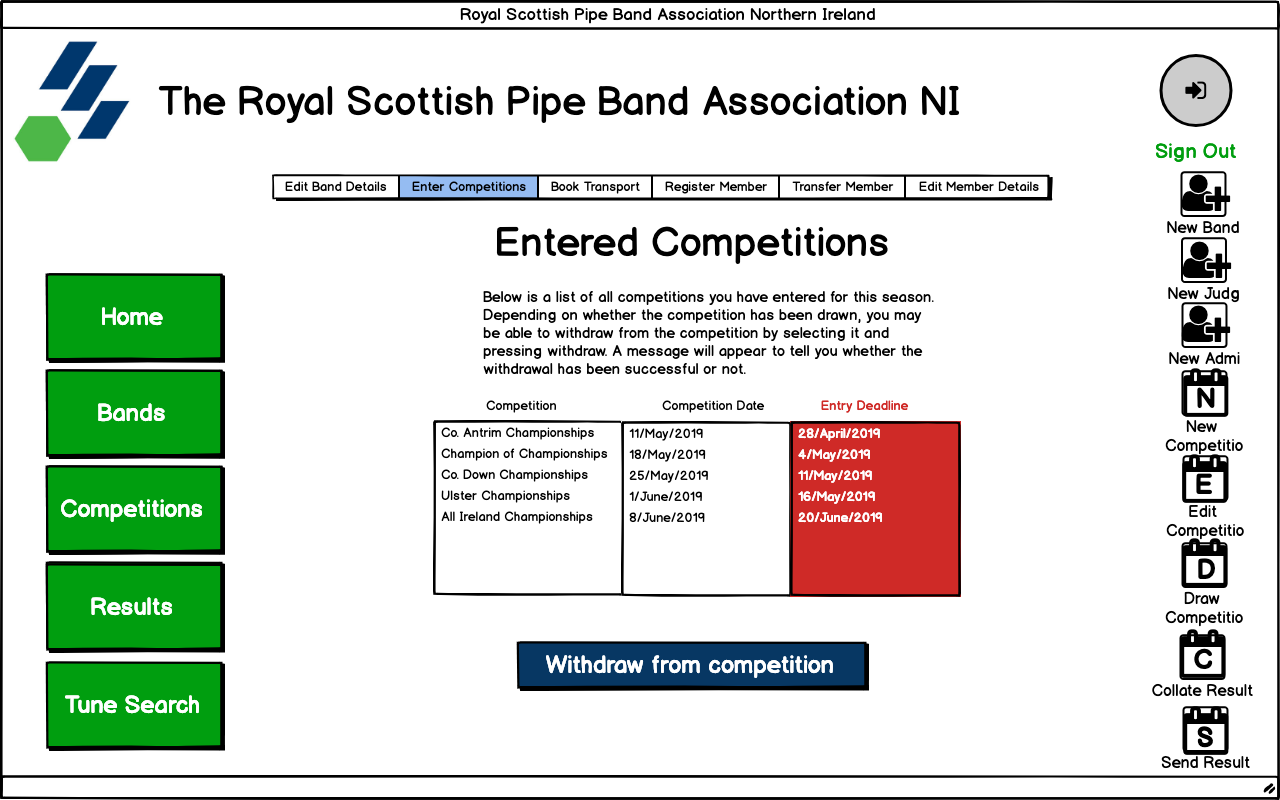 Royal Scottish Pipe Band Association Northern Ireland
The Royal Scottish Pipe Band Association NI
Sign Out
Edit Band Details Enter Competitions Book Transport Register Member Transfer Member Edit Member Details
Entered Competitions
Below is a list of all competitions you have entered for this season.
Depending on whether the competition has been drawn, you may
be able to withdraw from the competition by selecting it and
pressing withdraw. A message will appear to tell you whether the
withdrawal has been successful or not.
Competition Competition Date Entry Deadline
Co. Antrim Championships 11/May/2019 28/April/2019
Champion of Championships 18/May/2019 4/May/2019
Co. Down Championships 25/May/2019 11/May/2019
Ulster Championships 1/June/2019 16/May/2019
All Ireland Championships 8/June/2019 20/June/2019
Withdraw from competition
Home
Bands
Competitions
Results
Tune Search
New Band
New Judg
New Admi
N
New
Competitio
E
Edit
Competitio
D
Draw
Competitio
C
Collate Result
S
Send Result